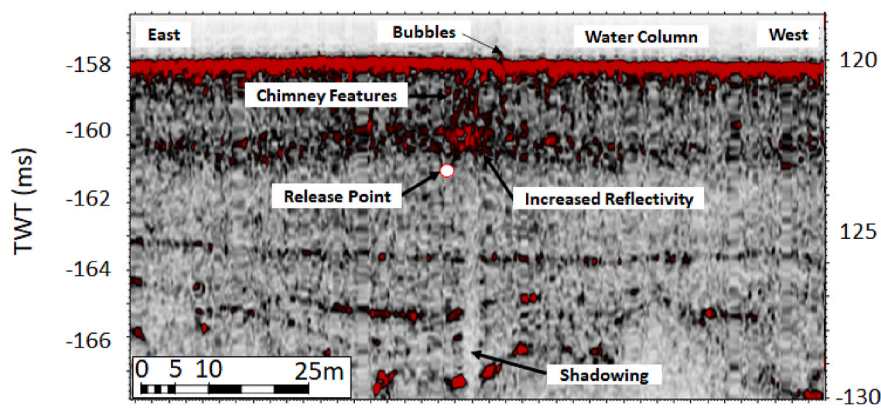 East
Bubbles
Water Column
West
-158
120
Chimney Features
-160
Release Point
Increased Reflectivity
-162
TWT (ms)
125
-164
-166
0 5 10 25m
Shadowing
-130